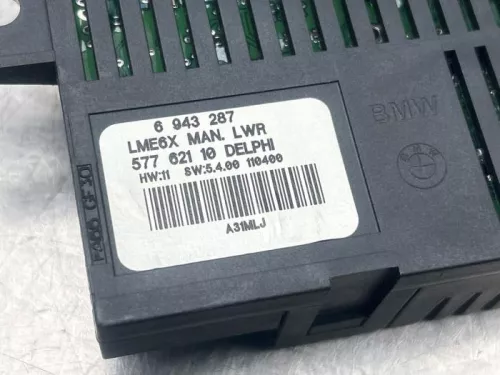 6 943 287
LME6X MAN. LWR
577 621 10 DELPHI
HW:11 SW:5.4.00 110400
A31MLJ
BMW